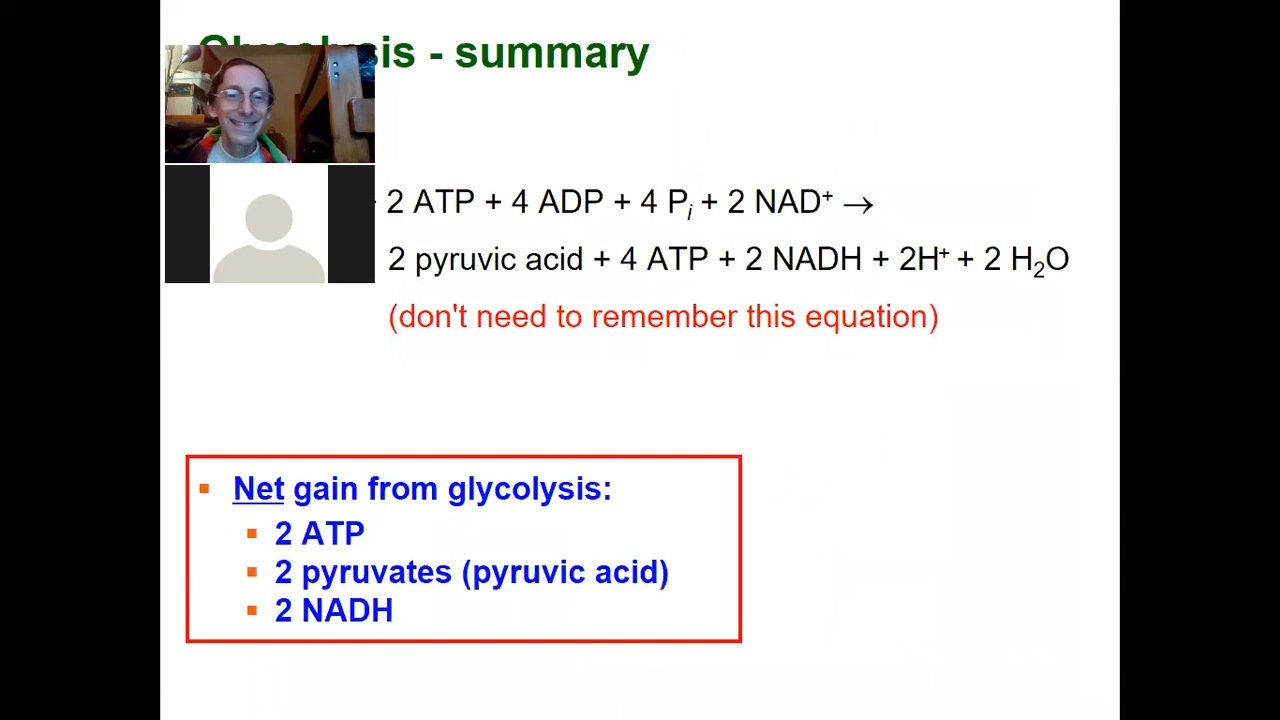 Glycolysis - summary
2 ATP + 4 ADP + 4 Pᵢ + 2 NAD⁺ →
2 pyruvic acid + 4 ATP + 2 NADH + 2H⁺ + 2 H₂O
(don't need to remember this equation)
▪ Net gain from glycolysis:
▪ 2 ATP
▪ 2 pyruvates (pyruvic acid)
▪ 2 NADH